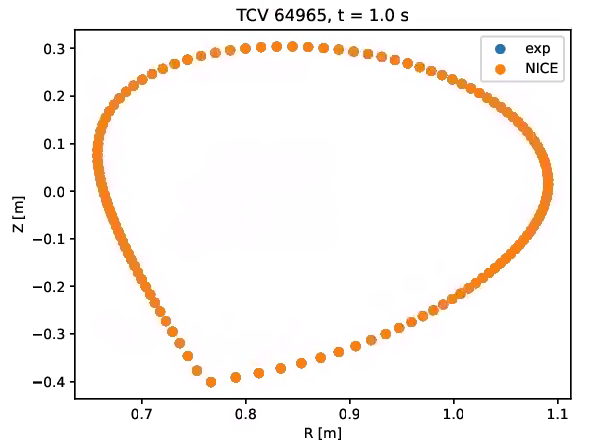 TCV 64965, t = 1.0 s
exp
NICE
0.3
0.2
0.1
0.0
−0.1
−0.2
−0.3
−0.4
Z [m]
0.7 0.8 0.9 1.0 1.1
R [m]